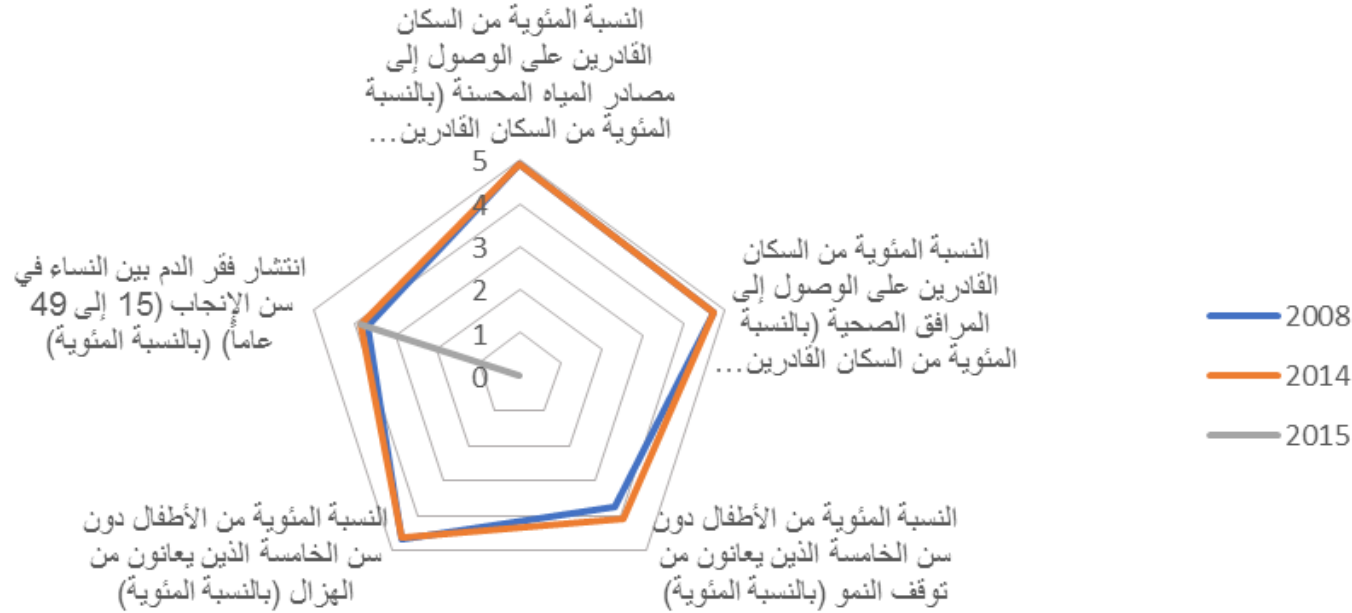 النسبة المئوية من السكان
القادرين على الوصول إلى
مصادر المياه المحسنة (بالنسبة
المئوية من السكان القادرين...
5
4
3
2
1
0
النسبة المئوية من السكان
القادرين على الوصول إلى
المرافق الصحية (بالنسبة
المئوية من السكان القادرين...
انتشار فقر الدم بين النساء في
سن الإنجاب (15 إلى 49
عاماً) (بالنسبة المئوية)
2008
2014
2015
النسبة المئوية من الأطفال دون
سن الخامسة الذين يعانون من
توقف النمو (بالنسبة المئوية)
النسبة المئوية من الأطفال دون
سن الخامسة الذين يعانون من
الهزال (بالنسبة المئوية)